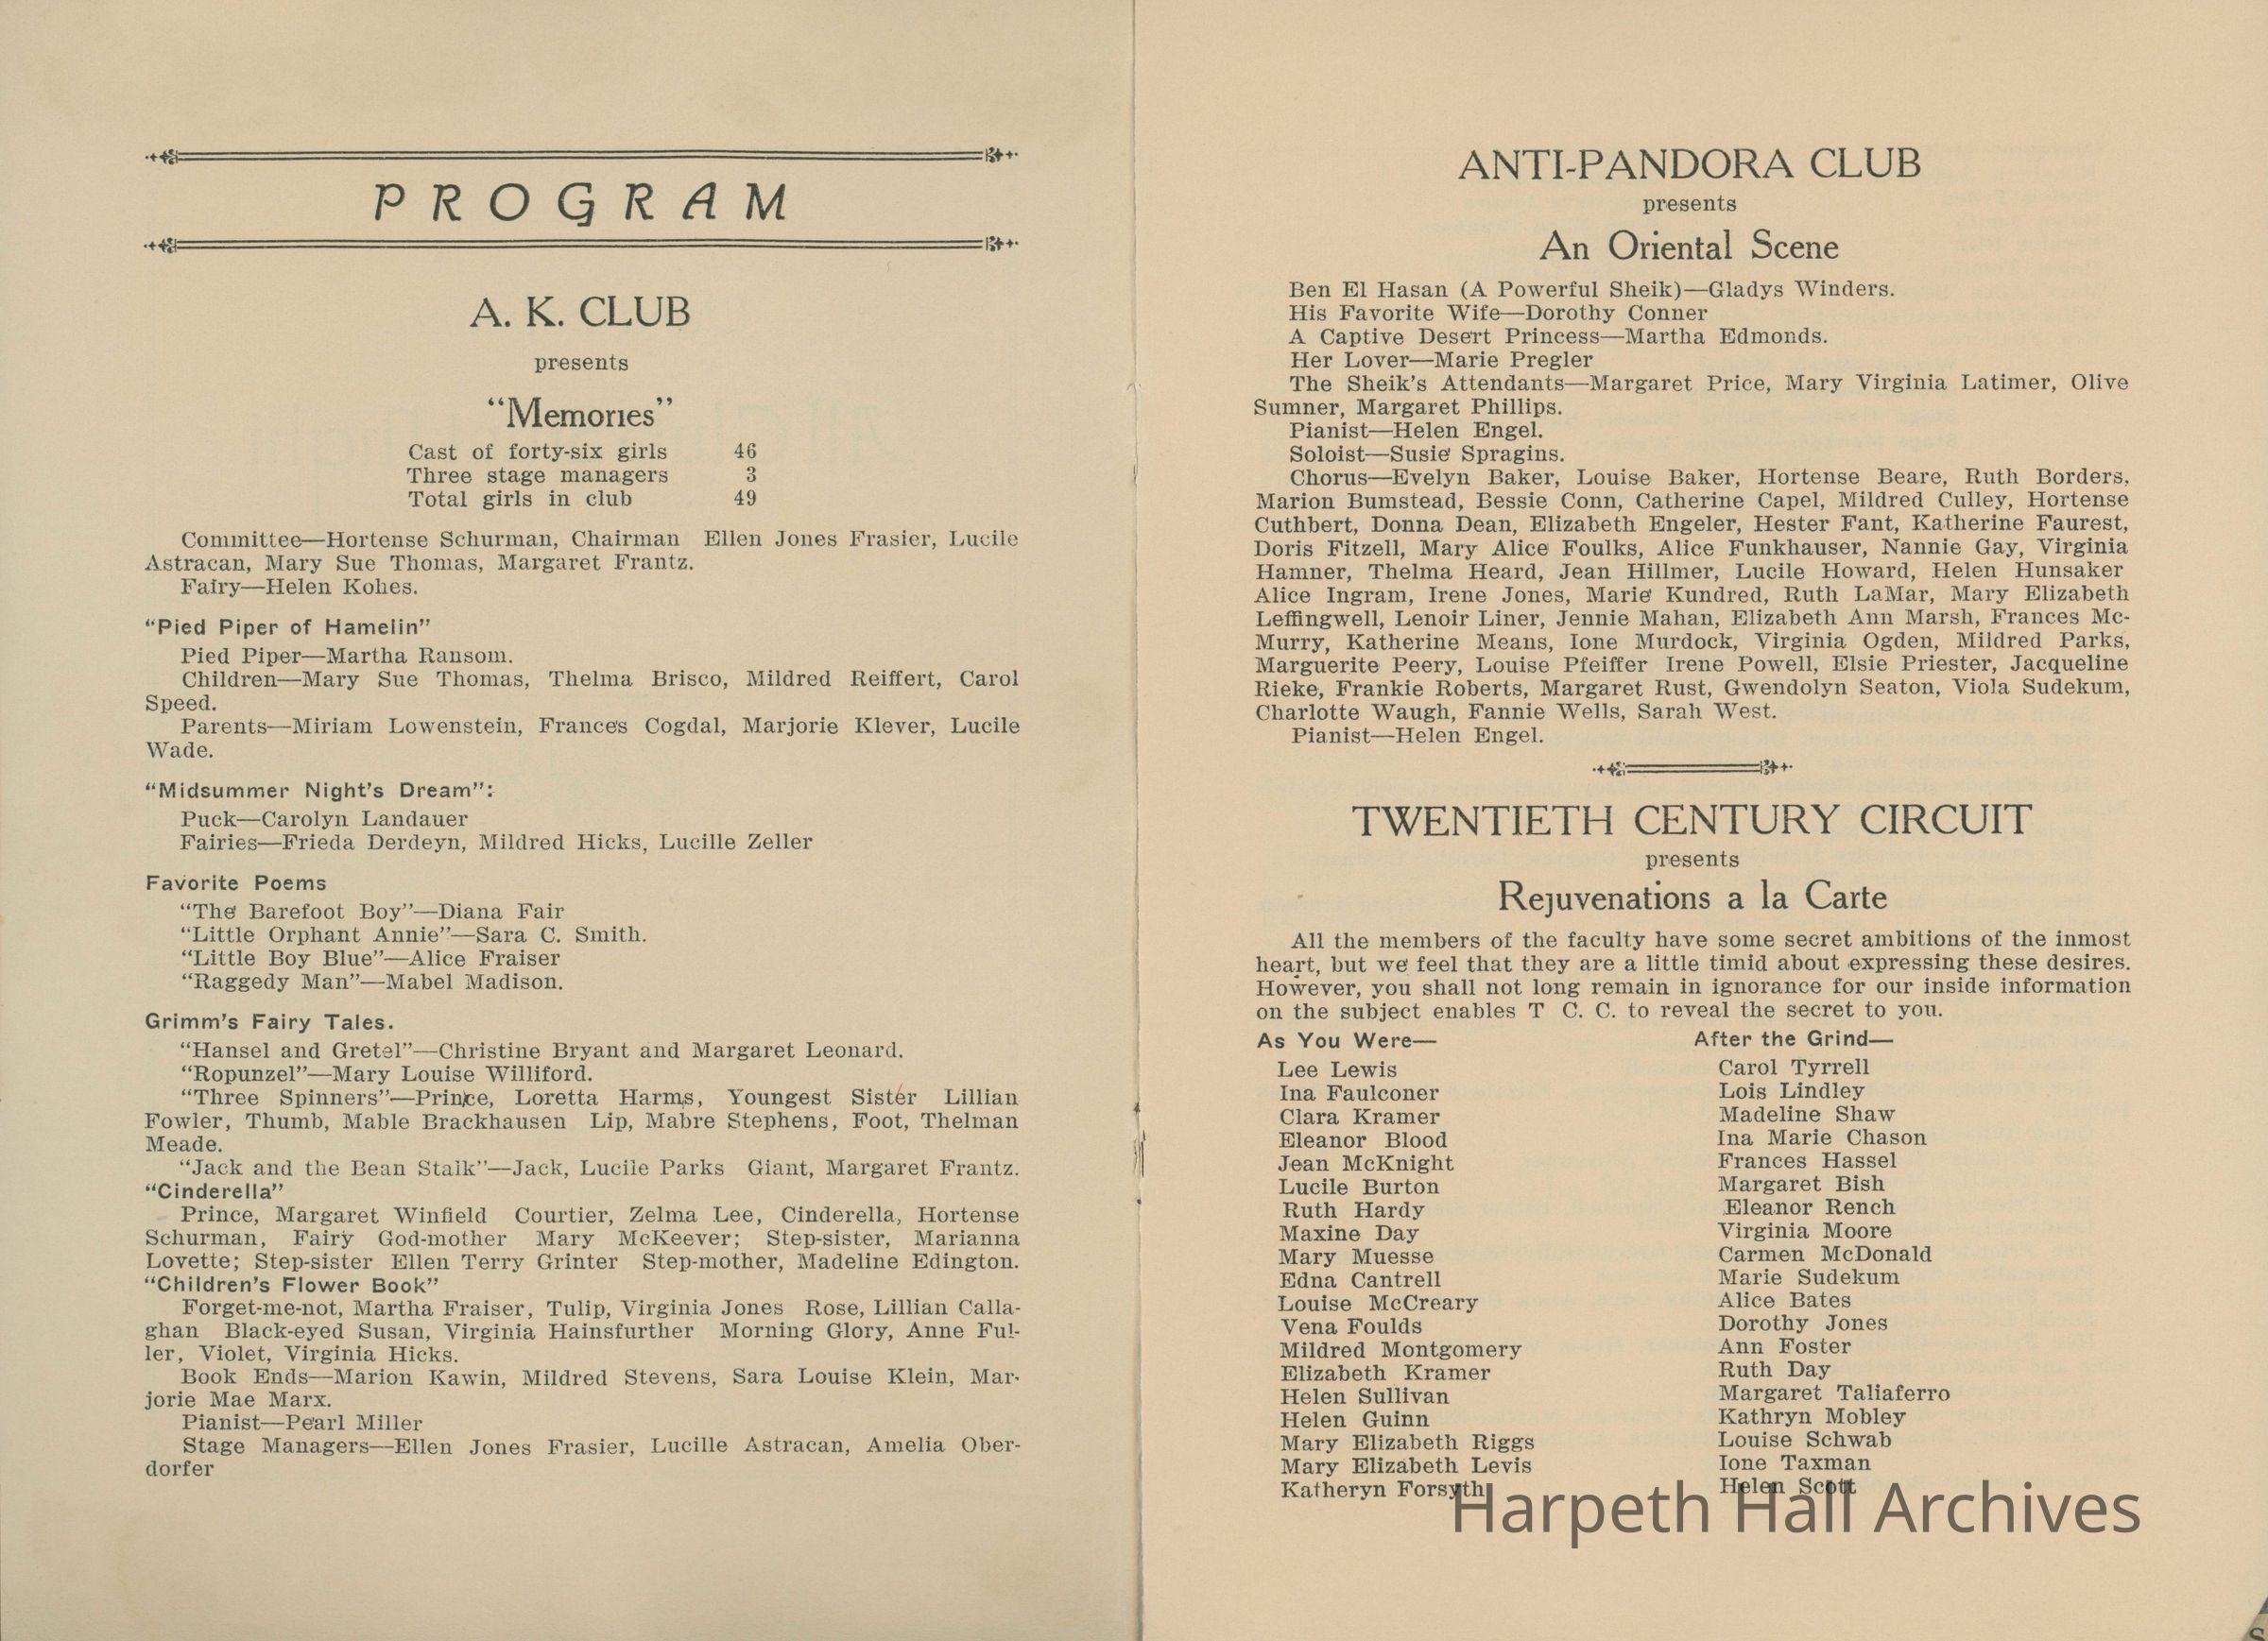 PROGRAM
A. K. CLUB
presents
"Memories"
Cast of forty-six girls 46
Three stage managers 3
Total girls in club 49
Committee—Hortense Schurman, Chairman Ellen Jones Frasier, Lucile
Astracan, Mary Sue Thomas, Margaret Frantz.
Fairy—Helen Kohes.
"Pied Piper of Hamelin"
Pied Piper—Martha Ransom.
Children—Mary Sue Thomas, Thelma Brisco, Mildred Reiffert, Carol
Speed.
Parents—Miriam Lowenstein, Frances Cogdal, Marjorie Klever, Lucile
Wade.
"Midsummer Night's Dream":
Puck—Carolyn Landauer
Fairies—Frieda Derdeyn, Mildred Hicks, Lucille Zeller
Favorite Poems
"The Barefoot Boy"—Diana Fair
"Little Orphant Annie"—Sara C. Smith.
"Little Boy Blue"—Alice Fraiser
"Raggedy Man"—Mabel Madison.
Grimm's Fairy Tales.
"Hansel and Gretel"—Christine Bryant and Margaret Leonard.
"Ropunzel"—Mary Louise Williford.
"Three Spinners"—Prince, Loretta Harms, Youngest Sister Lillian
Fowler, Thumb, Mable Brackhausen Lip, Mabre Stephens, Foot, Thelman
Meade.
"Jack and the Bean Stalk"—Jack, Lucile Parks Giant, Margaret Frantz.
"Cinderella"
Prince, Margaret Winfield Courtier, Zelma Lee, Cinderella, Hortense
Schurman, Fairy God-mother Mary McKeever; Step-sister, Marianna
Lovette; Step-sister Ellen Terry Grinter Step-mother, Madeline Edington.
"Children's Flower Book"
Forget-me-not, Martha Fraiser, Tulip, Virginia Jones Rose, Lillian Calla-
ghan Black-eyed Susan, Virginia Hainsfurther Morning Glory, Anne Ful-
ler, Violet, Virginia Hicks.
Book Ends—Marion Kawin, Mildred Stevens, Sara Louise Klein, Mar-
jorie Mae Marx.
Pianist—Pearl Miller
Stage Managers—Ellen Jones Frasier, Lucille Astracan, Amelia Ober-
dorfer
ANTI-PANDORA CLUB
presents
An Oriental Scene
Ben El Hasan (A Powerful Sheik)—Gladys Winders.
His Favorite Wife—Dorothy Conner
A Captive Desert Princess—Martha Edmonds.
Her Lover—Marie Pregler
The Sheik's Attendants—Margaret Price, Mary Virginia Latimer, Olive
Sumner, Margaret Phillips.
Pianist—Helen Engel.
Soloist—Susie Spragins.
Chorus—Evelyn Baker, Louise Baker, Hortense Beare, Ruth Borders,
Marion Bumstead, Bessie Conn, Catherine Capel, Mildred Culley, Hortense
Cuthbert, Donna Dean, Elizabeth Engeler, Hester Fant, Katherine Faurest,
Doris Fitzell, Mary Alice Foulks, Alice Funkhauser, Nannie Gay, Virginia
Hamner, Thelma Heard, Jean Hillmer, Lucile Howard, Helen Hunsaker
Alice Ingram, Irene Jones, Marie Kundred, Ruth LaMar, Mary Elizabeth
Leffingwell, Lenoir Liner, Jennie Mahan, Elizabeth Ann Marsh, Frances Mc-
Murry, Katherine Means, Ione Murdock, Virginia Ogden, Mildred Parks,
Marguerite Peery, Louise Pfeiffer Irene Powell, Elsie Priester, Jacqueline
Rieke, Frankie Roberts, Margaret Rust, Gwendolyn Seaton, Viola Sudekum,
Charlotte Waugh, Fannie Wells, Sarah West.
Pianist—Helen Engel.
TWENTIETH CENTURY CIRCUIT
presents
Rejuvenations a la Carte
All the members of the faculty have some secret ambitions of the inmost
heart, but we feel that they are a little timid about expressing these desires.
However, you shall not long remain in ignorance for our inside information
on the subject enables T C. C. to reveal the secret to you.
As You Were— After the Grind—
Lee Lewis Carol Tyrrell
Ina Faulconer Lois Lindley
Clara Kramer Madeline Shaw
Eleanor Blood Ina Marie Chason
Jean McKnight Frances Hassel
Lucile Burton Margaret Bish
Ruth Hardy Eleanor Rench
Maxine Day Virginia Moore
Mary Muesse Carmen McDonald
Edna Cantrell Marie Sudekum
Louise McCreary Alice Bates
Vena Foulds Dorothy Jones
Mildred Montgomery Ann Foster
Elizabeth Kramer Ruth Day
Helen Sullivan Margaret Taliaferro
Helen Guinn Kathryn Mobley
Mary Elizabeth Riggs Louise Schwab
Mary Elizabeth Levis Ione Taxman
Katheryn Forsyth Helen Scott
Harpeth Hall Archives